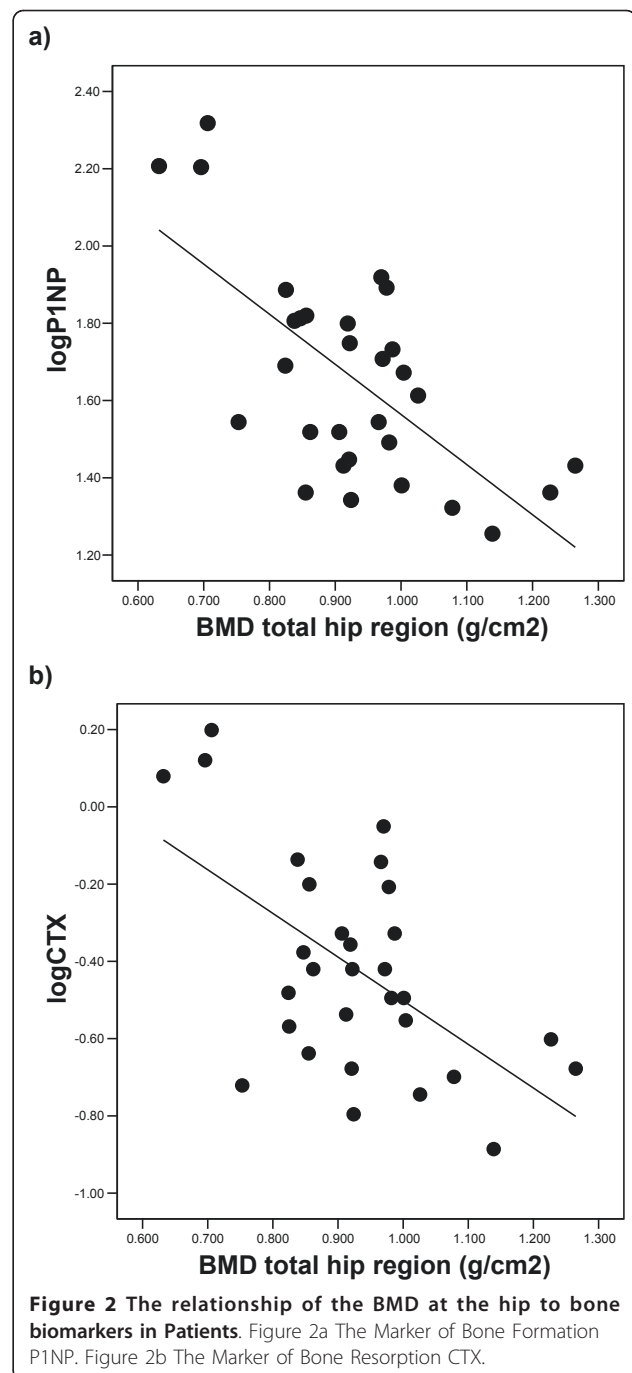 a)
2.40
2.20
2.00
1.80
1.60
1.40
1.20
logP1NP
0.600 0.700 0.800 0.900 1.000 1.100 1.200 1.300
BMD total hip region (g/cm2)
b)
0.20
0.00
-0.20
-0.40
-0.60
-0.80
-1.00
logCTX
0.600 0.700 0.800 0.900 1.000 1.100 1.200 1.300
BMD total hip region (g/cm2)
Figure 2 The relationship of the BMD at the hip to bone
biomarkers in Patients. Figure 2a The Marker of Bone Formation
P1NP. Figure 2b The Marker of Bone Resorption CTX.